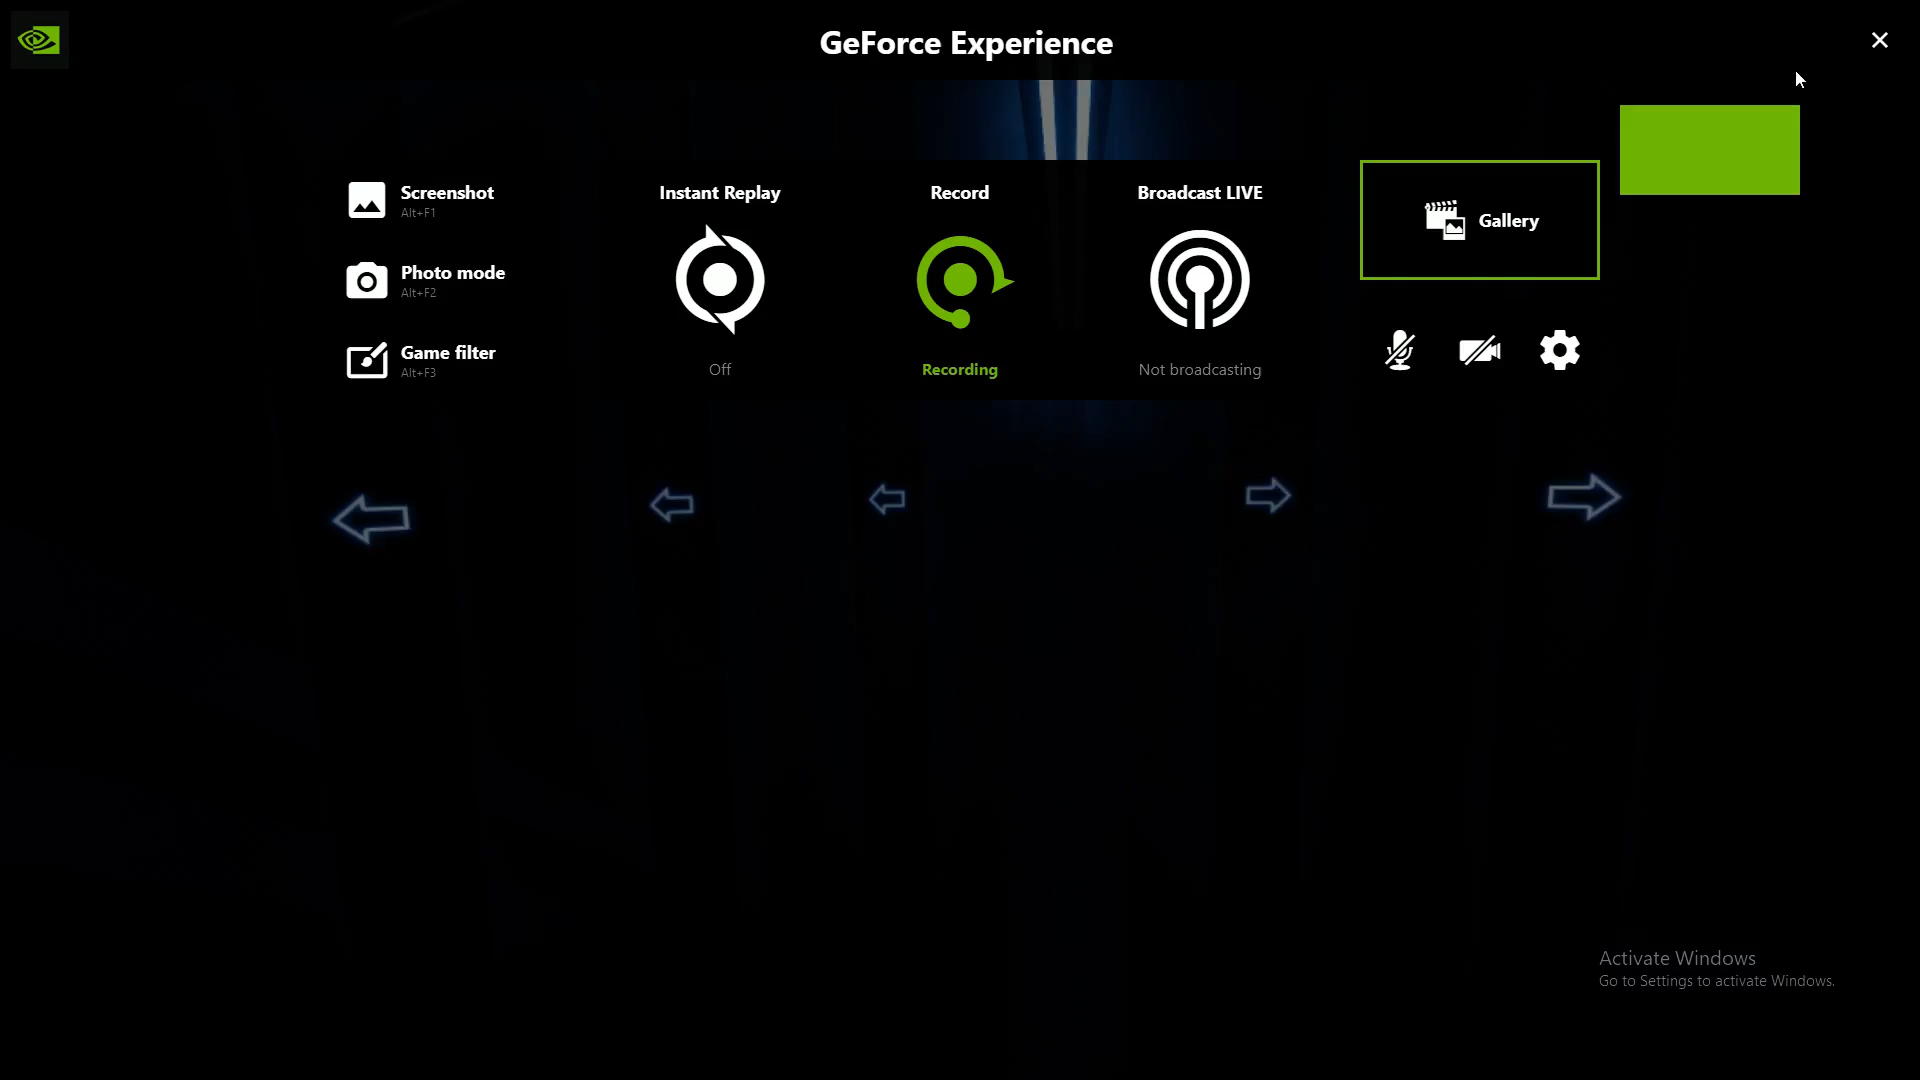 GeForce Experience
Screenshot
Alt+F1
Photo mode
Alt+F2
Game filter
Alt+F3
Instant Replay
Off
Record
Recording
Broadcast LIVE
Not broadcasting
Gallery
Activate Windows
Go to Settings to activate Windows.